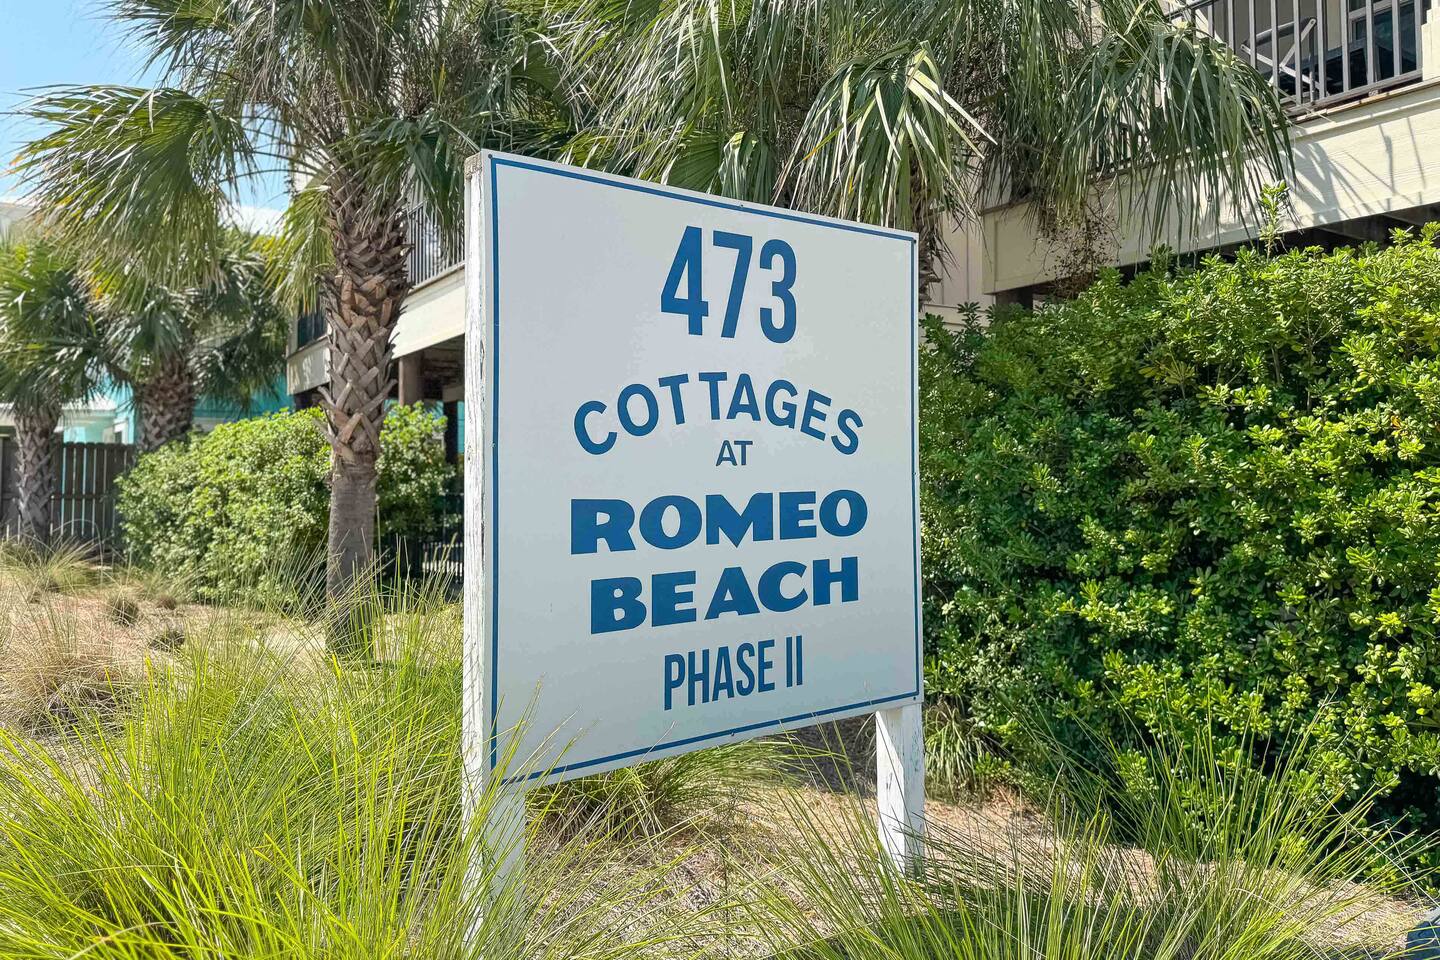 473
COTTAGES
AT
ROMEO
BEACH
PHASE II